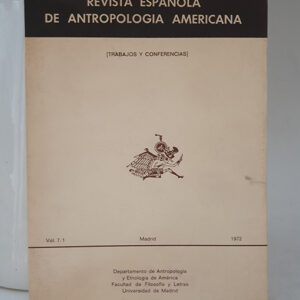 REVISTA ESPAÑOLA
DE ANTROPOLOGIA AMERICANA
[TRABAJOS Y CONFERENCIAS]
Vol. 7:1 Madrid 1972
Departamento de Antropología
y Etnología de América
Facultad de Filosofía y Letras
Universidad de Madrid